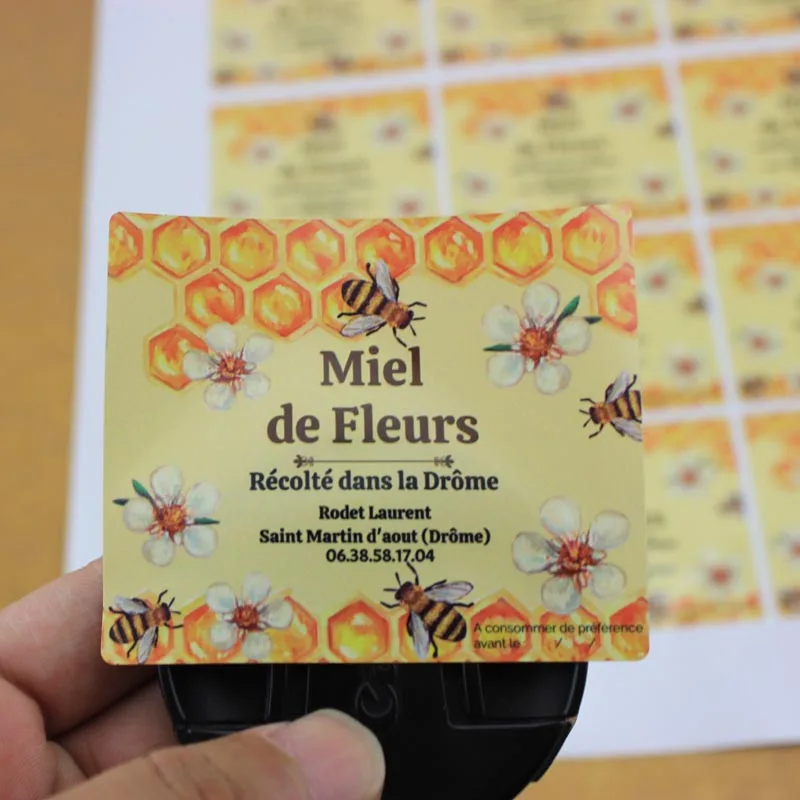 Miel
de Fleurs
Récolté dans la Drôme
Rodet Laurent
Saint Martin d'aout (Drôme)
06.38.58.17.04
A consommer de préférence
avant le / /